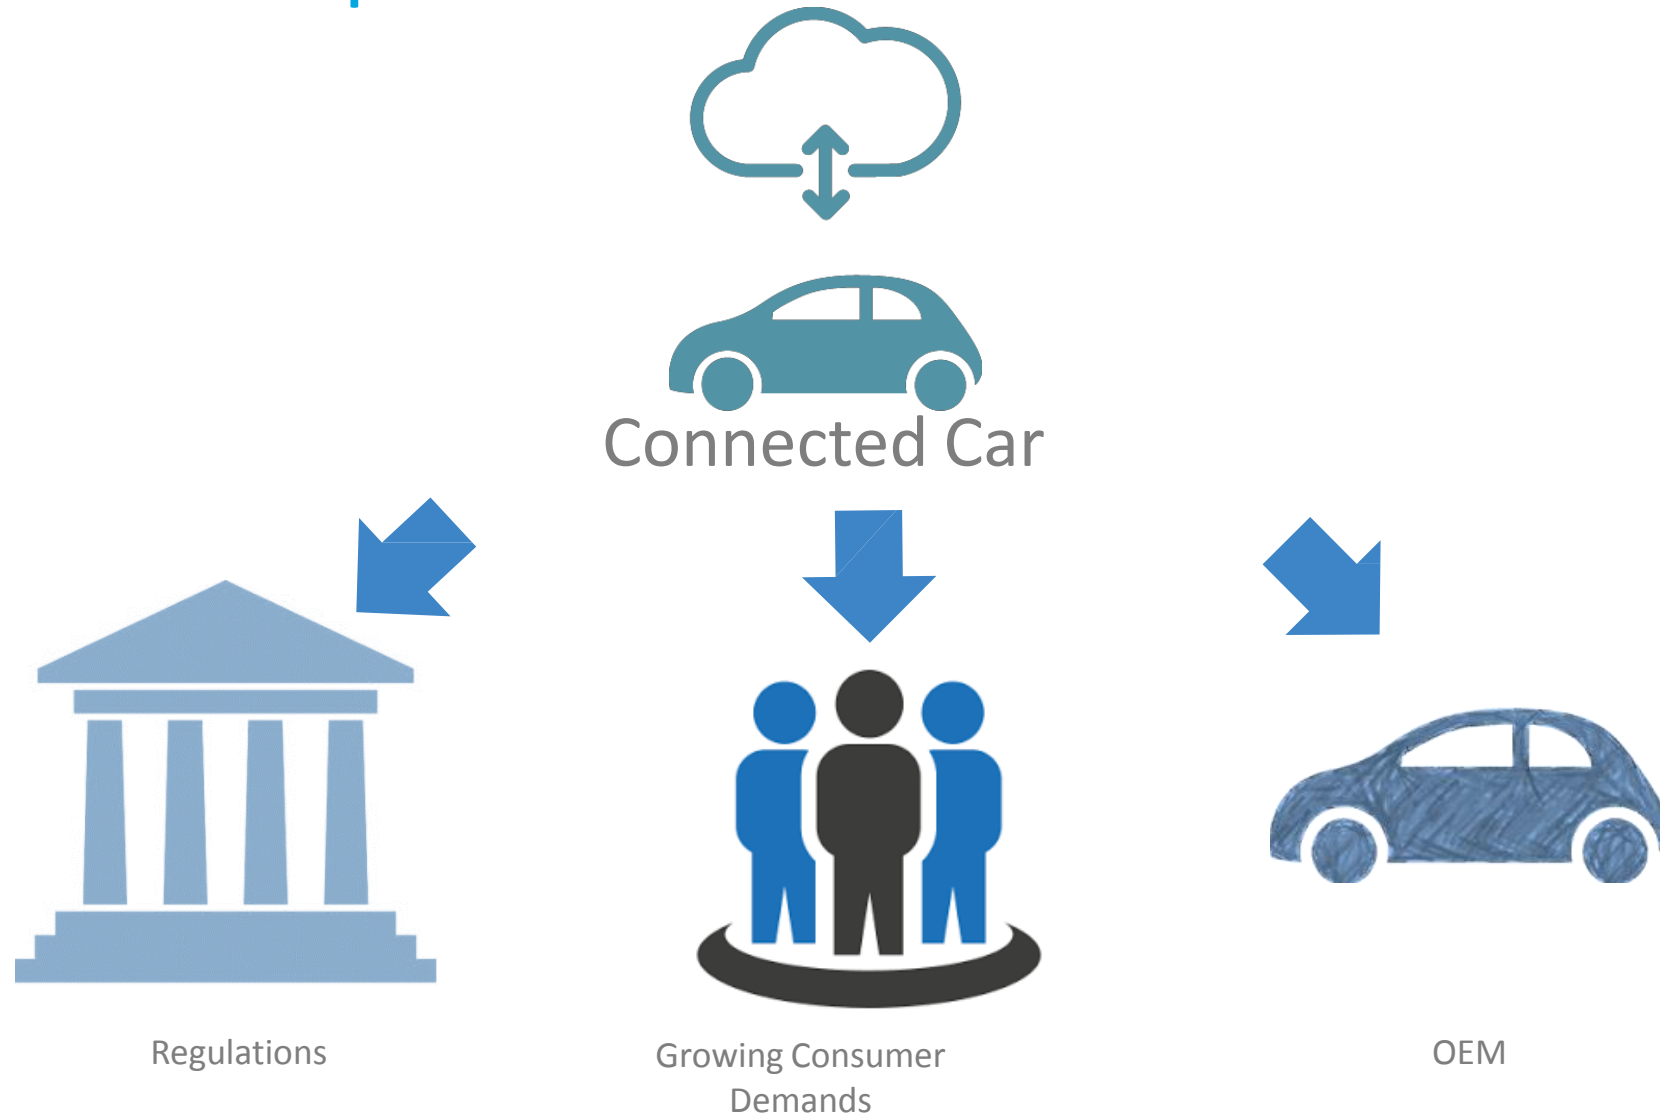 Connected Car
Regulations
Growing Consumer
Demands
OEM